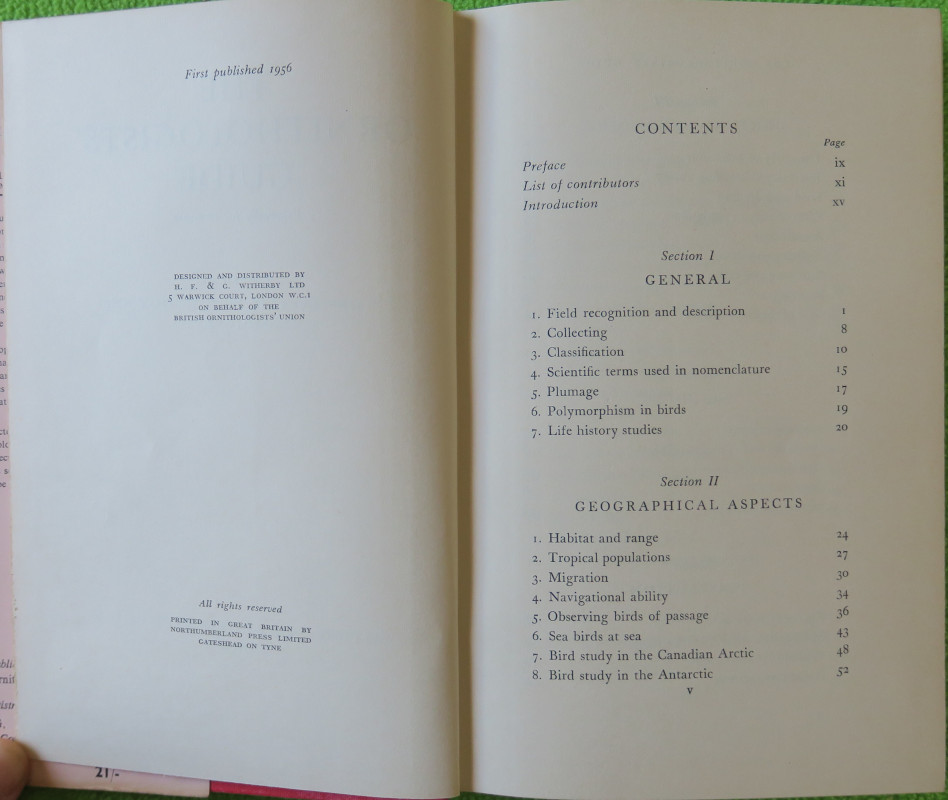 First published 1956
DESIGNED AND DISTRIBUTED BY
H. F. & G. WITHERBY LTD
5 WARWICK COURT, LONDON W.C.1
ON BEHALF OF THE
BRITISH ORNITHOLOGISTS' UNION
All rights reserved
PRINTED IN GREAT BRITAIN BY
NORTHUMBERLAND PRESS LIMITED
GATESHEAD ON TYNE
21/-
CONTENTS
Page
Preface ix
List of contributors xi
Introduction xv
Section I
GENERAL
1. Field recognition and description 1
2. Collecting 8
3. Classification 10
4. Scientific terms used in nomenclature 15
5. Plumage 17
6. Polymorphism in birds 19
7. Life history studies 20
Section II
GEOGRAPHICAL ASPECTS
1. Habitat and range 24
2. Tropical populations 27
3. Migration 30
4. Navigational ability 34
5. Observing birds of passage 36
6. Sea birds at sea 43
7. Bird study in the Canadian Arctic 48
8. Bird study in the Antarctic 52
v